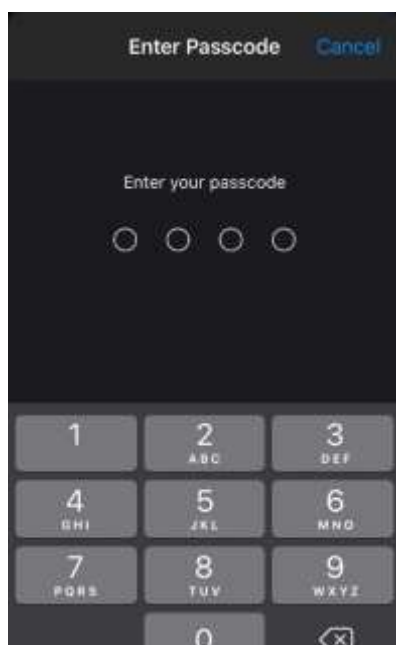 Enter Passcode Cancel
Enter your passcode
1 2 3
ABC DEF
4 5 6
GHI JKL MNO
7 8 9
PQRS TUV WXYZ
0